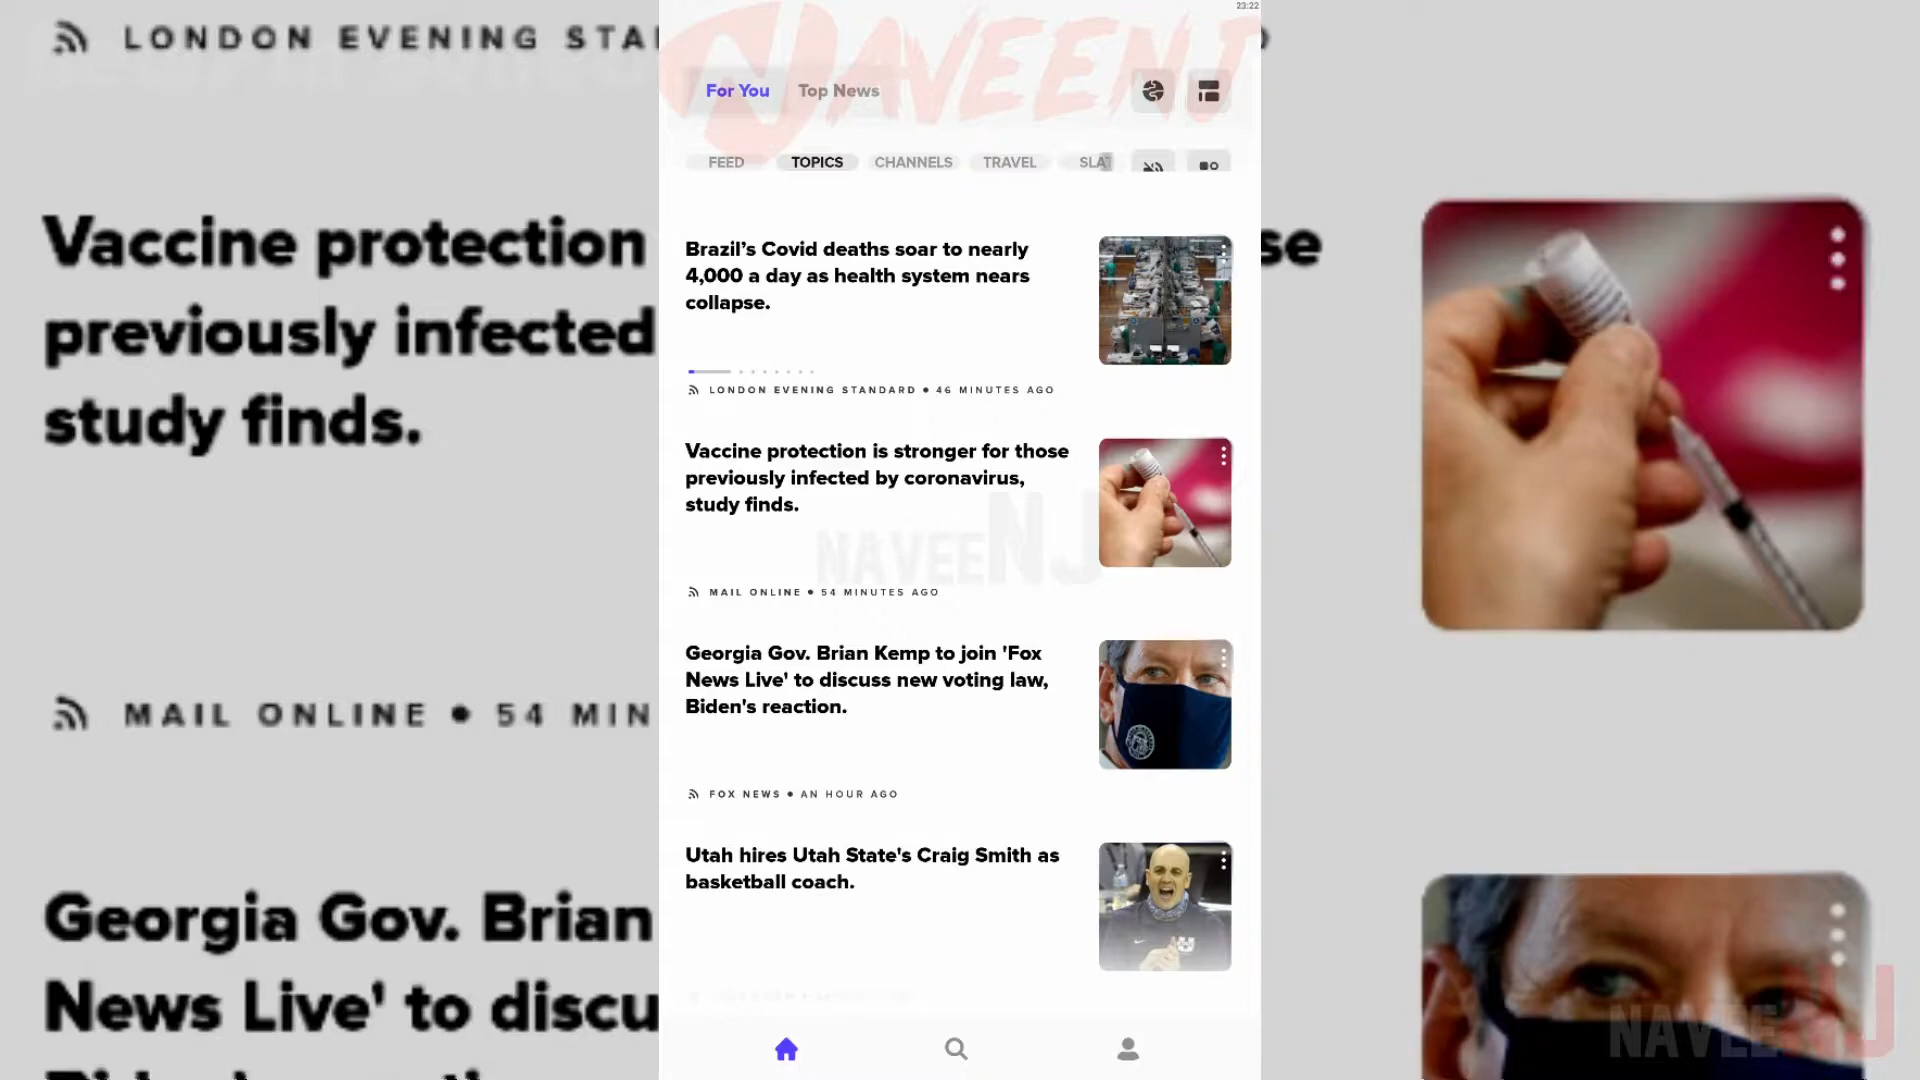 LONDON EVENING STA
23:22
NAVEENJ
For You
Top News
FEED
TOPICS
CHANNELS
TRAVEL
SLAT
Brazil’s Covid deaths soar to nearly
4,000 a day as health system nears
collapse.
LONDON EVENING STANDARD • 46 MINUTES AGO
Vaccine protection is stronger for those
previously infected by coronavirus,
study finds.
NAVEENJ
MAIL ONLINE • 54 MINUTES AGO
Georgia Gov. Brian Kemp to join 'Fox
News Live' to discuss new voting law,
Biden's reaction.
FOX NEWS • AN HOUR AGO
Utah hires Utah State's Craig Smith as
basketball coach.
Vaccine protection
se
previously infected
study finds.
MAIL ONLINE • 54 MIN
Georgia Gov. Brian
News Live' to discu
NAVEENJ